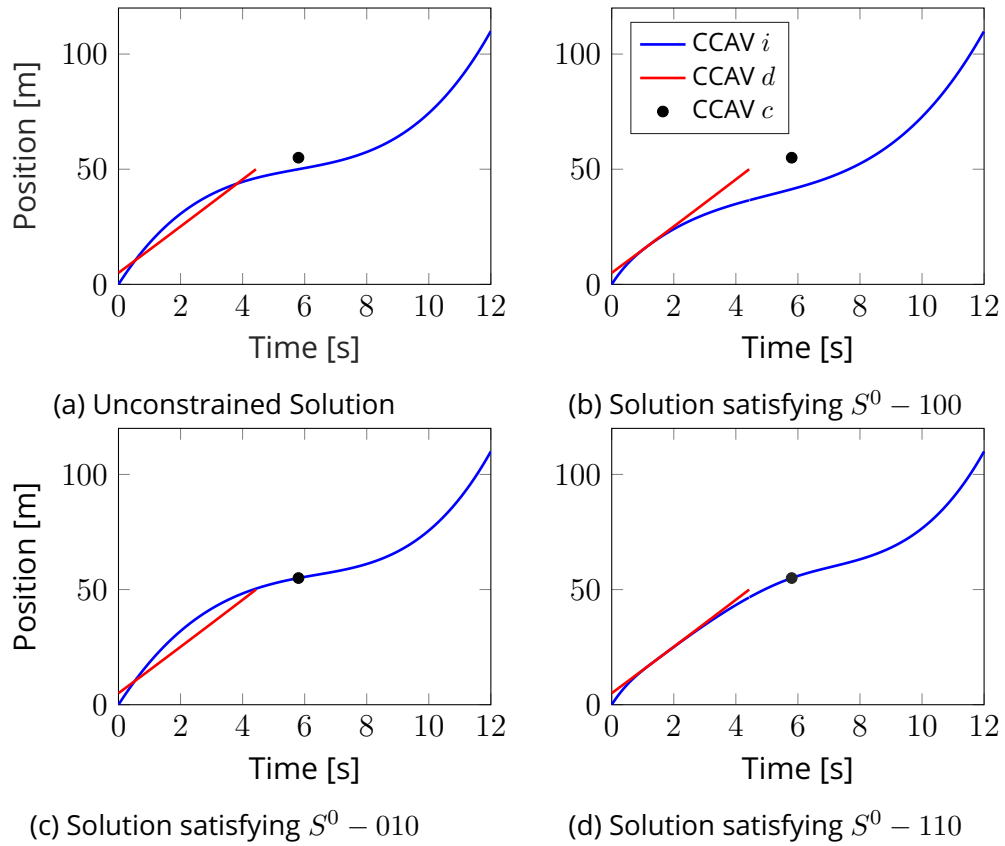 Position [m]
100
50
0
0 2 4 6 8 10 12
Time [s]
(a) Unconstrained Solution
CCAV i
CCAV d
CCAV c
100
50
0
0 2 4 6 8 10 12
Time [s]
(b) Solution satisfying S⁰ − 100
Position [m]
100
50
0
0 2 4 6 8 10 12
Time [s]
(c) Solution satisfying S⁰ − 010
100
50
0
0 2 4 6 8 10 12
Time [s]
(d) Solution satisfying S⁰ − 110